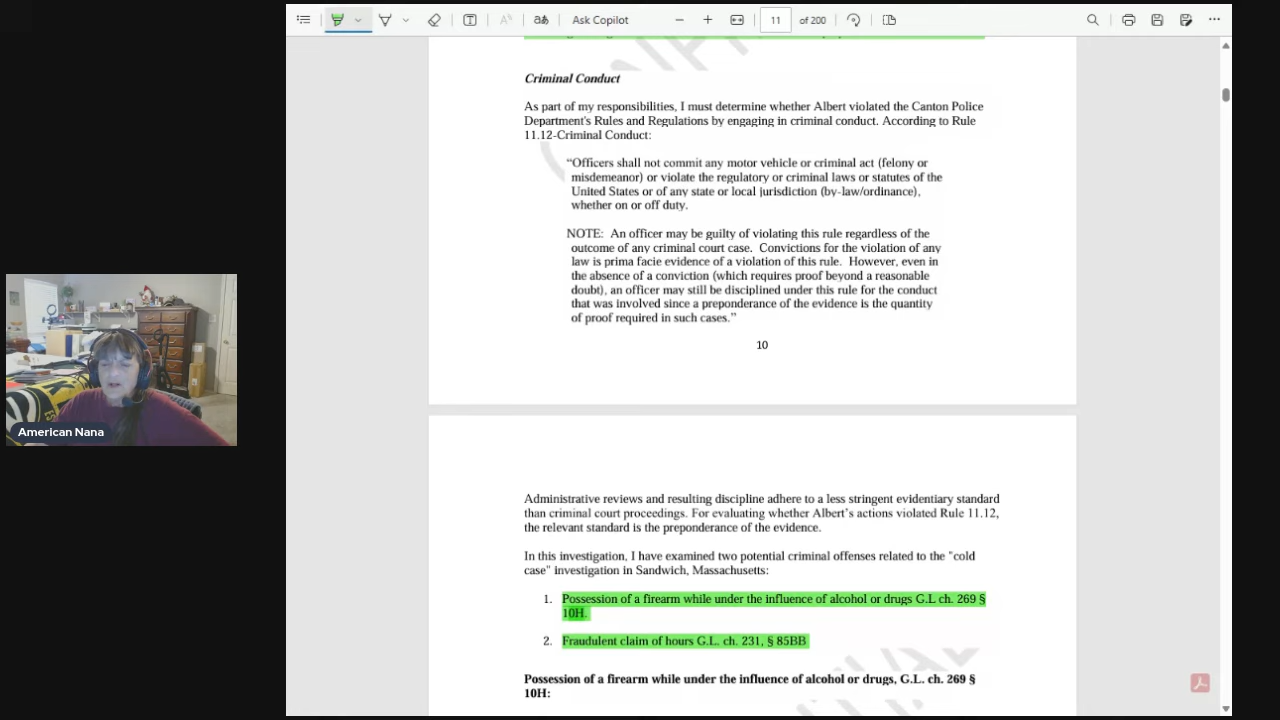 Ask Copilot
11 of 200
Criminal Conduct
As part of my responsibilities, I must determine whether Albert violated the Canton Police
Department's Rules and Regulations by engaging in criminal conduct. According to Rule
11.12-Criminal Conduct:
“Officers shall not commit any motor vehicle or criminal act (felony or
misdemeanor) or violate the regulatory or criminal laws or statutes of the
United States or of any state or local jurisdiction (by-law/ordinance),
whether on or off duty.
NOTE: An officer may be guilty of violating this rule regardless of the
outcome of any criminal court case. Convictions for the violation of any
law is prima facie evidence of a violation of this rule. However, even in
the absence of a conviction (which requires proof beyond a reasonable
doubt), an officer may still be disciplined under this rule for the conduct
that was involved since a preponderance of the evidence is the quantity
of proof required in such cases.”
10
American Nana
Administrative reviews and resulting discipline adhere to a less stringent evidentiary standard
than criminal court proceedings. For evaluating whether Albert’s actions violated Rule 11.12,
the relevant standard is the preponderance of the evidence.
In this investigation, I have examined two potential criminal offenses related to the "cold
case" investigation in Sandwich, Massachusetts:
1. Possession of a firearm while under the influence of alcohol or drugs G.L ch. 269 §
10H.
2. Fraudulent claim of hours G.L. ch. 231, § 85BB
Possession of a firearm while under the influence of alcohol or drugs, G.L. ch. 269 §
10H: